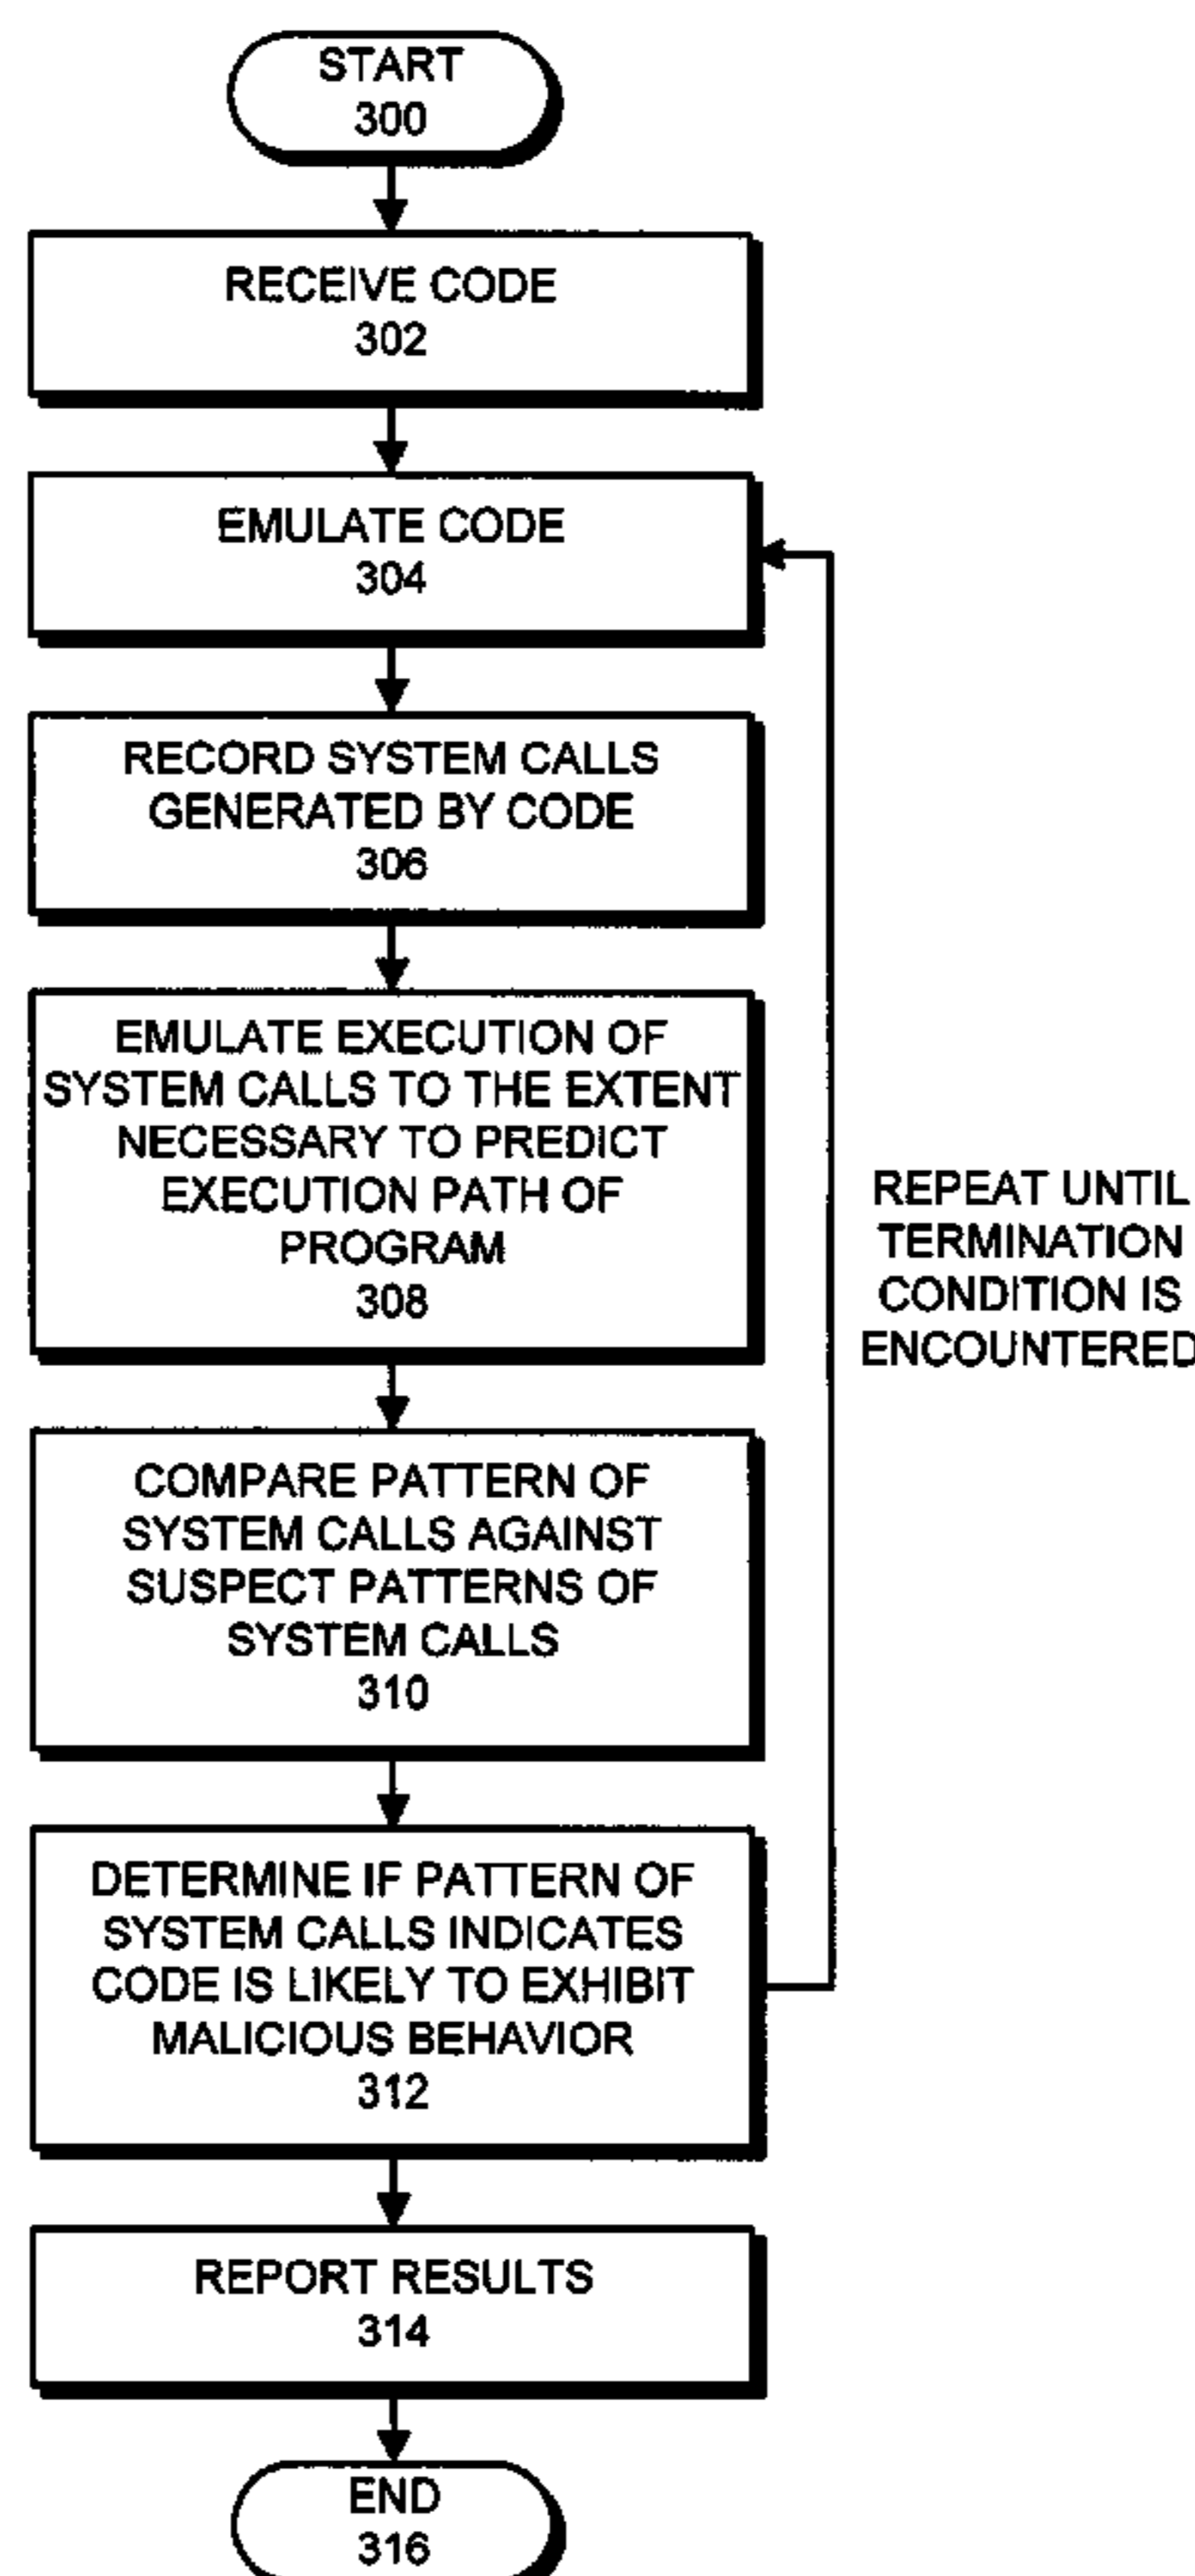 START
300
RECEIVE CODE
302
EMULATE CODE
304
RECORD SYSTEM CALLS
GENERATED BY CODE
306
EMULATE EXECUTION OF
SYSTEM CALLS TO THE EXTENT
NECESSARY TO PREDICT
EXECUTION PATH OF
PROGRAM
308
REPEAT UNTIL
TERMINATION
CONDITION IS
ENCOUNTERED
COMPARE PATTERN OF
SYSTEM CALLS AGAINST
SUSPECT PATTERNS OF
SYSTEM CALLS
310
DETERMINE IF PATTERN OF
SYSTEM CALLS INDICATES
CODE IS LIKELY TO EXHIBIT
MALICIOUS BEHAVIOR
312
REPORT RESULTS
314
END
316